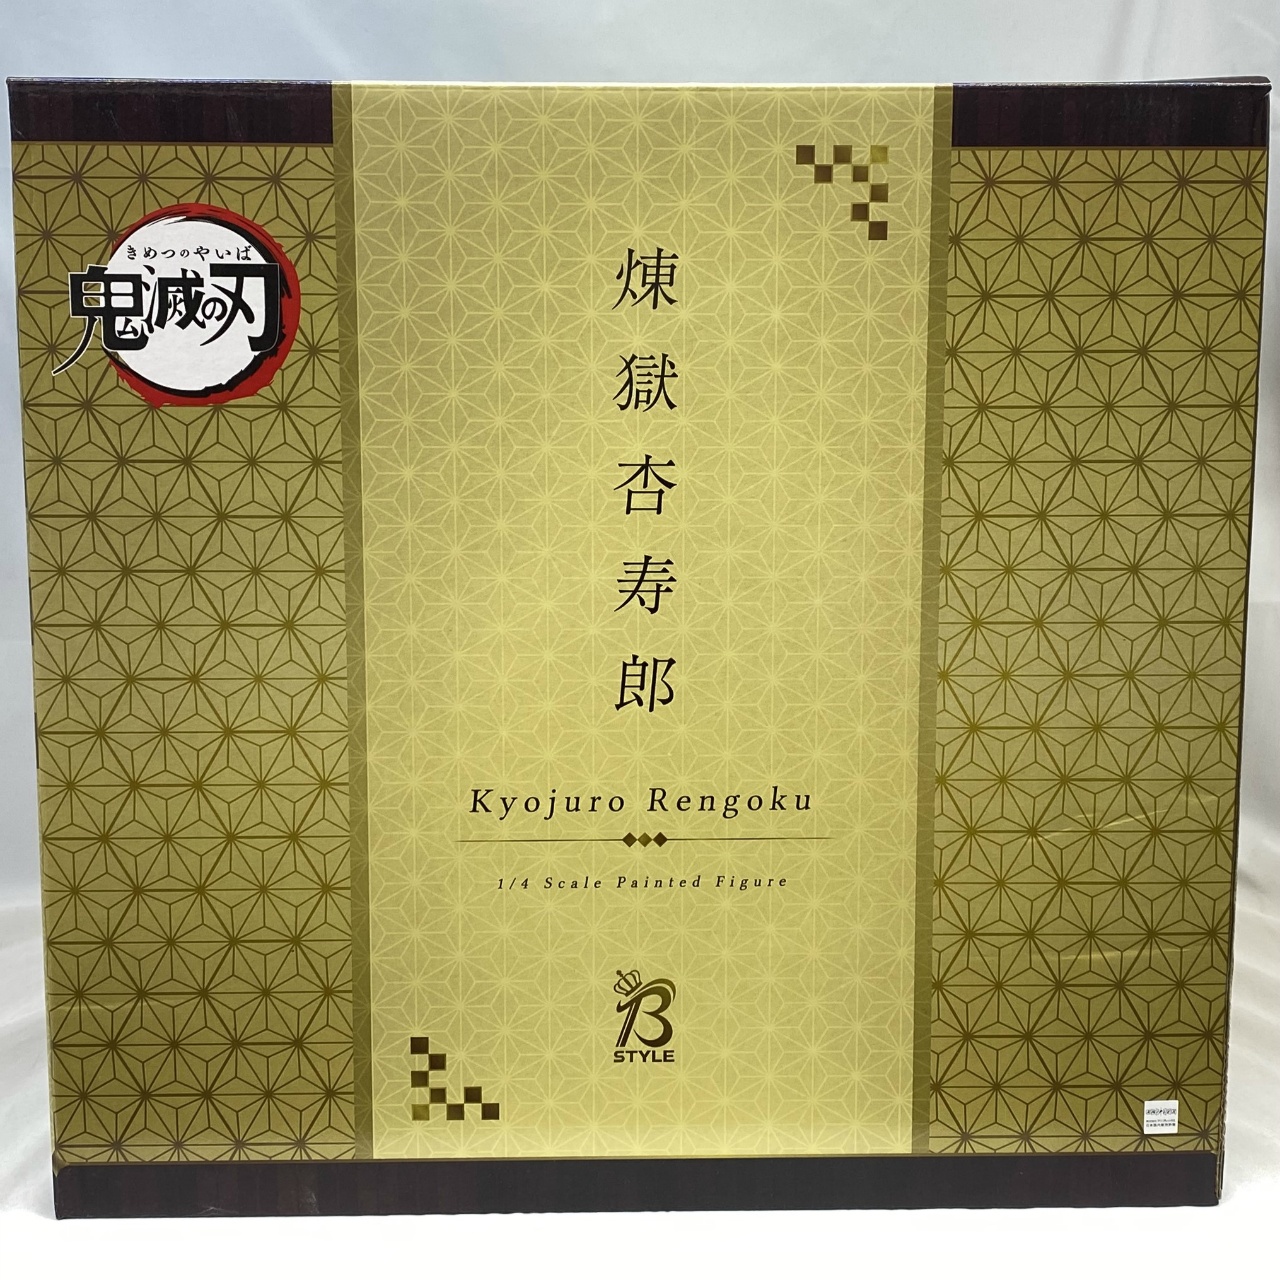 きめつのやいば
鬼滅の刃
煉獄杏寿郎
Kyojuro Rengoku
1/4 Scale Painted Figure
B
STYLE